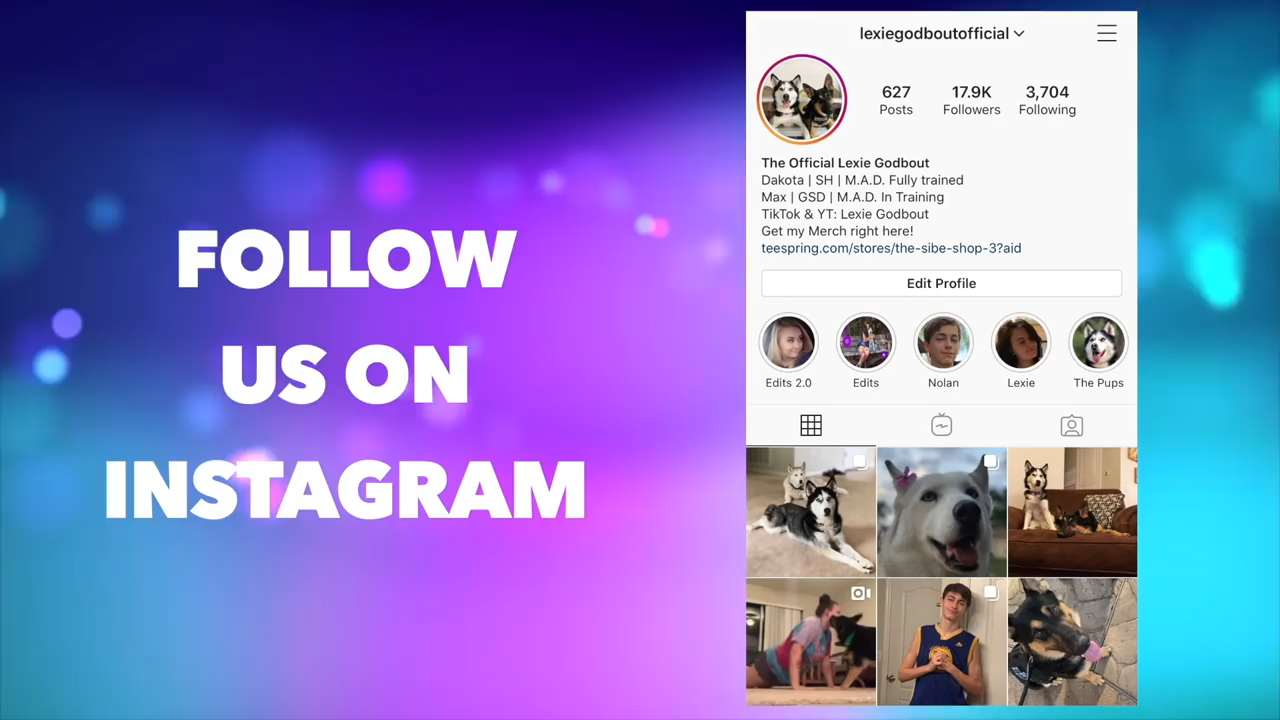 FOLLOW
US ON
INSTAGRAM
lexiegodboutofficial
627 17.9K 3,704
Posts Followers Following
The Official Lexie Godbout
Dakota | SH | M.A.D. Fully trained
Max | GSD | M.A.D. In Training
TikTok & YT: Lexie Godbout
Get my Merch right here!
teespring.com/stores/the-sibe-shop-3?aid
Edit Profile
Edits 2.0 Edits Nolan Lexie The Pups